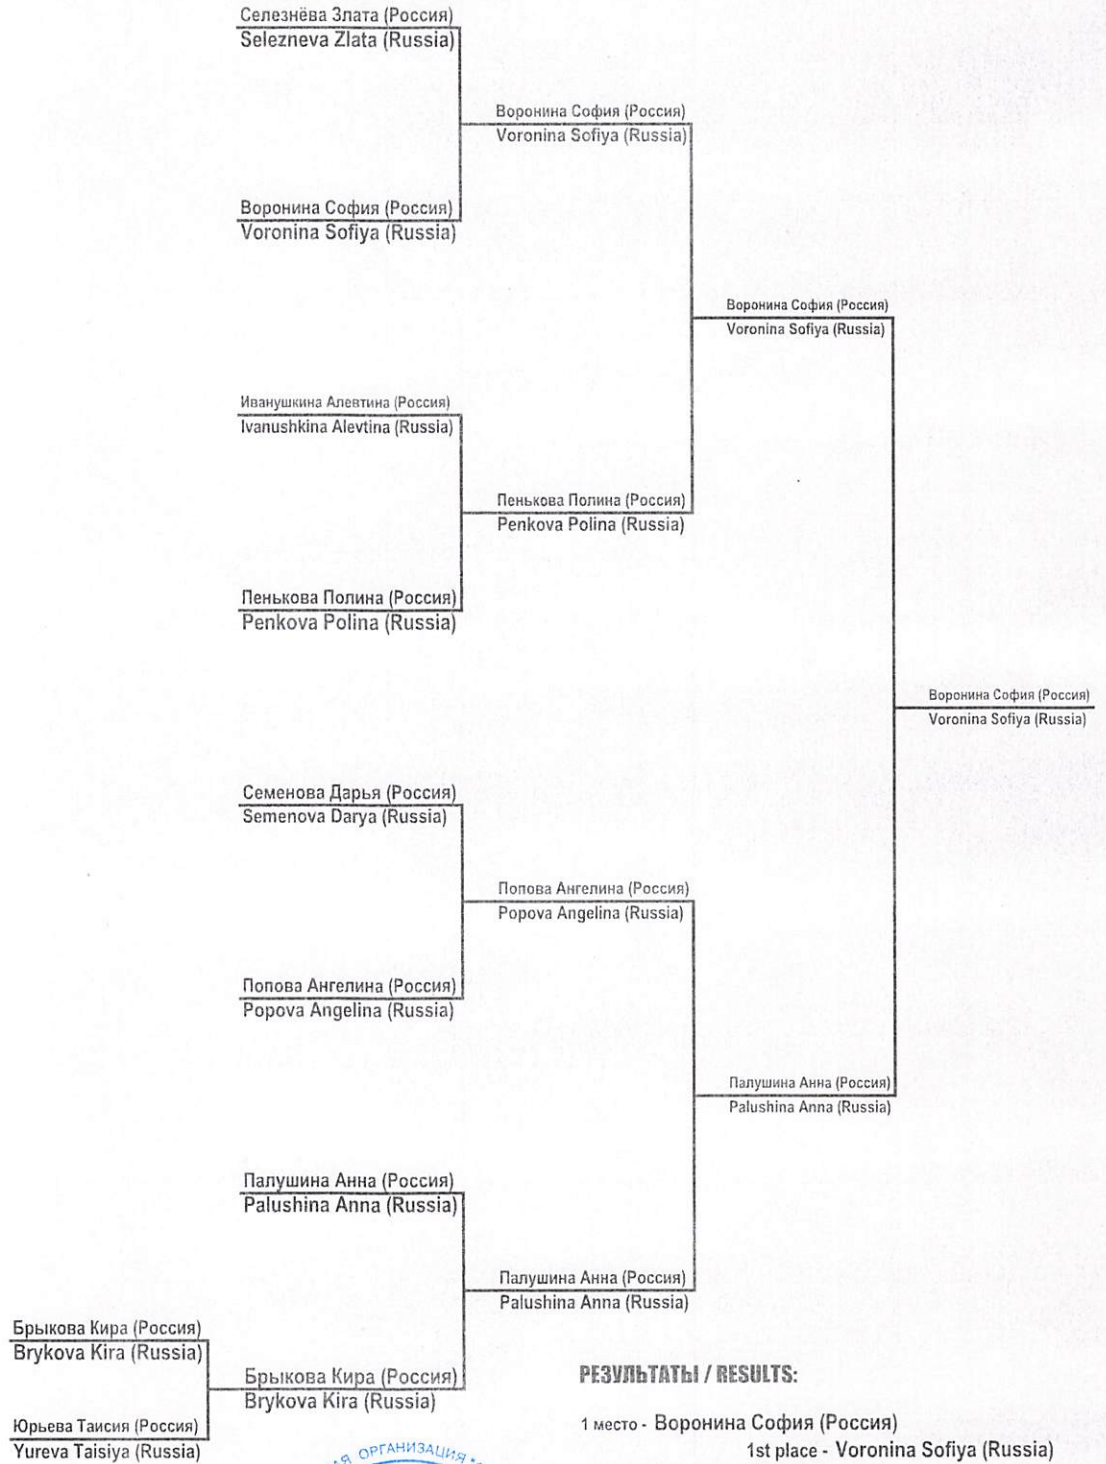 Селезнёва Злата (Россия)
Selezneva Zlata (Russia)
Воронина София (Россия)
Voronina Sofiya (Russia)
Воронина София (Россия)
Voronina Sofiya (Russia)
Воронина София (Россия)
Voronina Sofiya (Russia)
Иванушкина Алевтина (Россия)
Ivanushkina Alevtina (Russia)
Пенькова Полина (Россия)
Penkova Polina (Russia)
Пенькова Полина (Россия)
Penkova Polina (Russia)
Воронина София (Россия)
Voronina Sofiya (Russia)
Семенова Дарья (Россия)
Semenova Darya (Russia)
Попова Ангелина (Россия)
Popova Angelina (Russia)
Попова Ангелина (Россия)
Popova Angelina (Russia)
Палушина Анна (Россия)
Palushina Anna (Russia)
Палушина Анна (Россия)
Palushina Anna (Russia)
Палушина Анна (Россия)
Palushina Anna (Russia)
Брыкова Кира (Россия)
Brykova Kira (Russia)
Брыкова Кира (Россия)
Brykova Kira (Russia)
Юрьева Таисия (Россия)
Yureva Taisiya (Russia)
РЕЗУЛЬТАТЫ / RESULTS:
1 место - Воронина София (Россия)
1st place - Voronina Sofiya (Russia)
ОРГАНИЗАЦИЯ